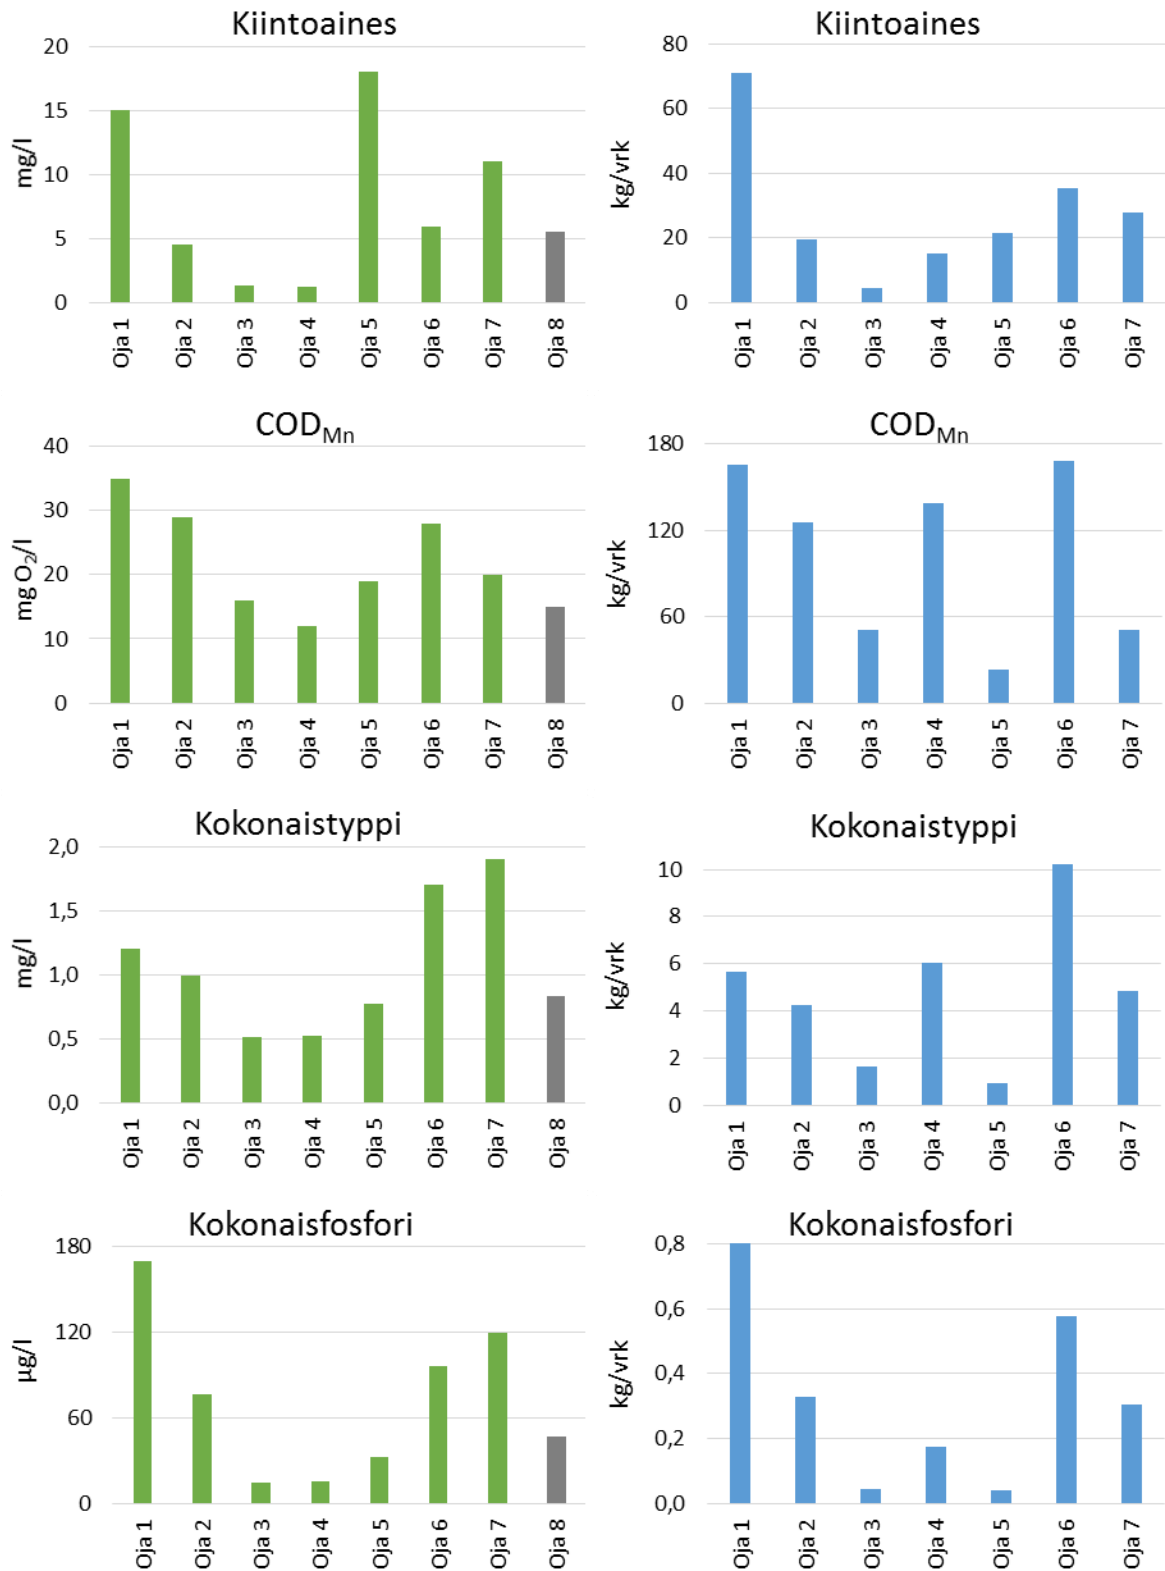 Kiintoaines
20
15
10
5
0
mg/l
Oja 1
Oja 2
Oja 3
Oja 4
Oja 5
Oja 6
Oja 7
Oja 8
Kiintoaines
80
60
40
20
0
kg/vrk
Oja 1
Oja 2
Oja 3
Oja 4
Oja 5
Oja 6
Oja 7
COD_Mn
40
30
20
10
0
mg O₂/l
Oja 1
Oja 2
Oja 3
Oja 4
Oja 5
Oja 6
Oja 7
Oja 8
COD_Mn
180
120
60
0
kg/vrk
Oja 1
Oja 2
Oja 3
Oja 4
Oja 5
Oja 6
Oja 7
Kokonaistyppi
2,0
1,5
1,0
0,5
0,0
mg/l
Oja 1
Oja 2
Oja 3
Oja 4
Oja 5
Oja 6
Oja 7
Oja 8
Kokonaistyppi
10
8
6
4
2
0
kg/vrk
Oja 1
Oja 2
Oja 3
Oja 4
Oja 5
Oja 6
Oja 7
Kokonaisfosfori
180
120
60
0
µg/l
Oja 1
Oja 2
Oja 3
Oja 4
Oja 5
Oja 6
Oja 7
Oja 8
Kokonaisfosfori
0,8
0,6
0,4
0,2
0,0
kg/vrk
Oja 1
Oja 2
Oja 3
Oja 4
Oja 5
Oja 6
Oja 7